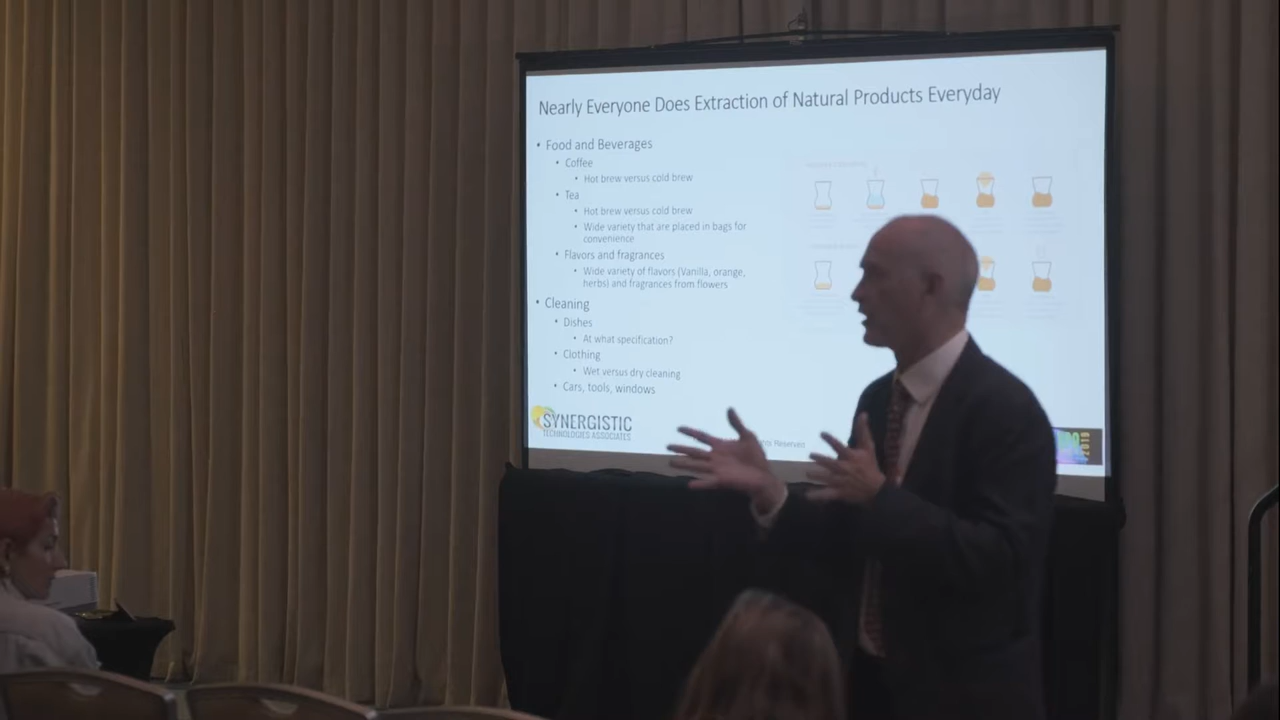 Nearly Everyone Does Extraction of Natural Products Everyday
• Food and Beverages
• Coffee
• Hot brew versus cold brew
• Tea
• Hot brew versus cold brew
• Wide variety that are placed in bags for
convenience
• Flavors and fragrances
• Wide variety of flavors (Vanilla, orange,
herbs) and fragrances from flowers
• Cleaning
• Dishes
• At what specification?
• Clothing
• Wet versus dry cleaning
• Cars, tools, windows
SYNERGISTIC
TECHNOLOGIES ASSOCIATES
Reserved
2019